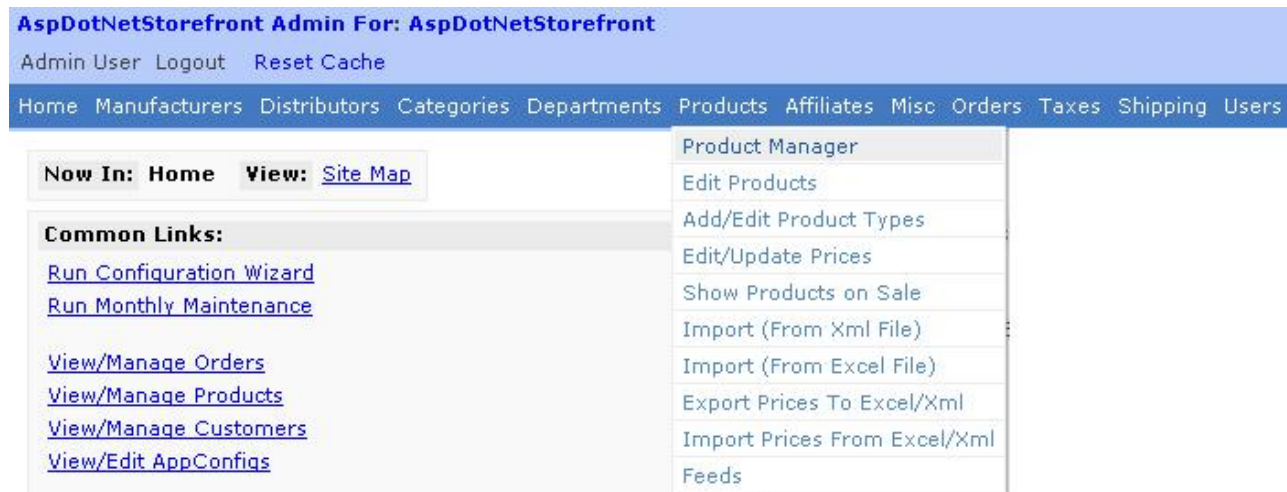 AspDotNetStorefront Admin For: AspDotNetStorefront
Admin User Logout Reset Cache
Home Manufacturers Distributors Categories Departments Products Affiliates Misc Orders Taxes Shipping Users
Now In: Home View: Site Map
Common Links:
Run Configuration Wizard
Run Monthly Maintenance
View/Manage Orders
View/Manage Products
View/Manage Customers
View/Edit AppConfigs
Product Manager
Edit Products
Add/Edit Product Types
Edit/Update Prices
Show Products on Sale
Import (From Xml File)
Import (From Excel File)
Export Prices To Excel/Xml
Import Prices From Excel/Xml
Feeds